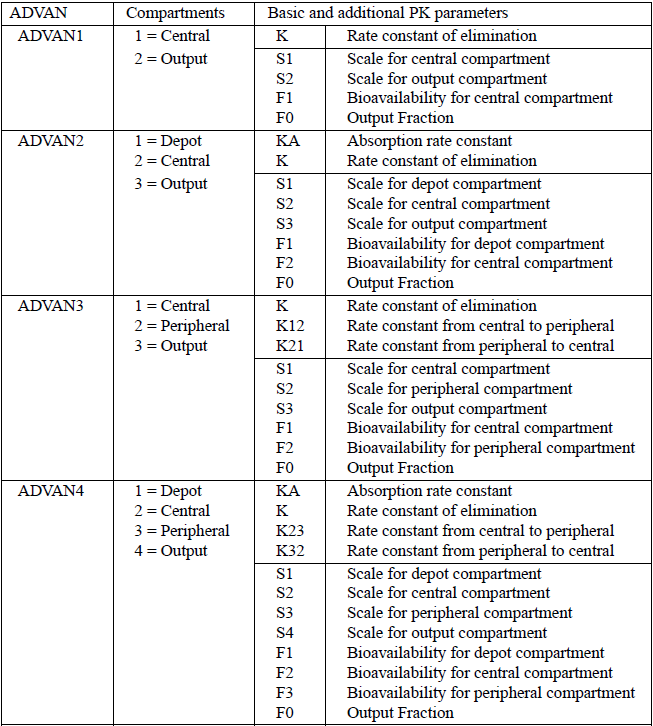 ADVAN Compartments Basic and additional PK parameters
ADVAN1 1 = Central K Rate constant of elimination
2 = Output S1 Scale for central compartment
S2 Scale for output compartment
F1 Bioavailability for central compartment
F0 Output Fraction
ADVAN2 1 = Depot KA Absorption rate constant
2 = Central K Rate constant of elimination
3 = Output S1 Scale for depot compartment
S2 Scale for central compartment
S3 Scale for output compartment
F1 Bioavailability for depot compartment
F2 Bioavailability for central compartment
F0 Output Fraction
ADVAN3 1 = Central K Rate constant of elimination
2 = Peripheral K12 Rate constant from central to peripheral
3 = Output K21 Rate constant from peripheral to central
S1 Scale for central compartment
S2 Scale for peripheral compartment
S3 Scale for output compartment
F1 Bioavailability for central compartment
F2 Bioavailability for peripheral compartment
F0 Output Fraction
ADVAN4 1 = Depot KA Absorption rate constant
2 = Central K Rate constant of elimination
3 = Peripheral K23 Rate constant from central to peripheral
4 = Output K32 Rate constant from peripheral to central
S1 Scale for depot compartment
S2 Scale for central compartment
S3 Scale for peripheral compartment
S4 Scale for output compartment
F1 Bioavailability for depot compartment
F2 Bioavailability for central compartment
F3 Bioavailability for peripheral compartment
F0 Output Fraction